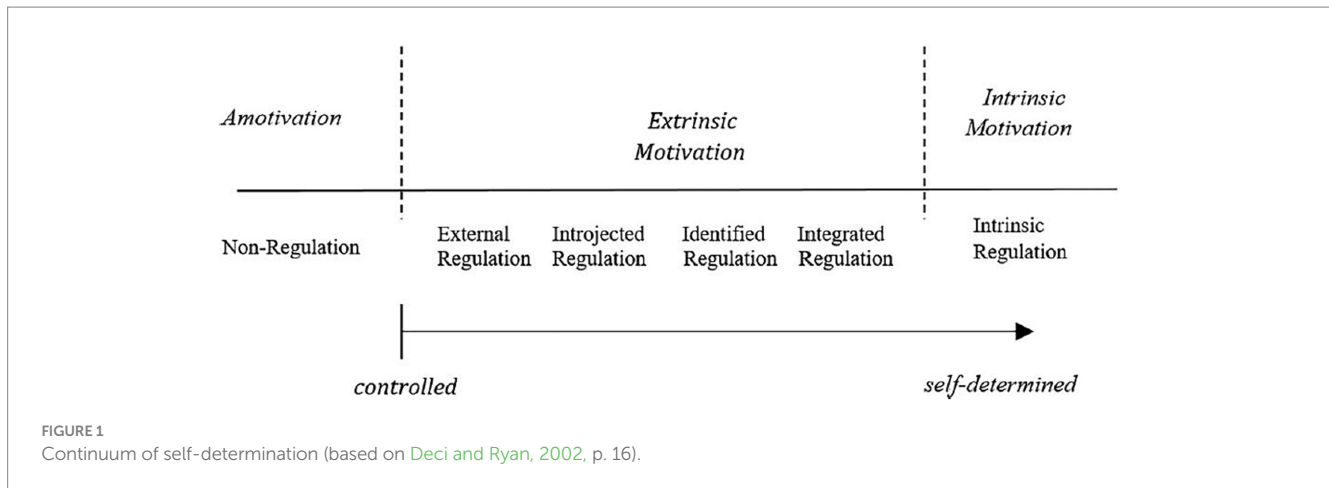 Amotivation
Extrinsic
Motivation
Intrinsic
Motivation
Non-Regulation
External
Regulation
Introjected
Regulation
Identified
Regulation
Integrated
Regulation
Intrinsic
Regulation
controlled
self-determined
FIGURE 1
Continuum of self-determination (based on Deci and Ryan, 2002, p. 16).